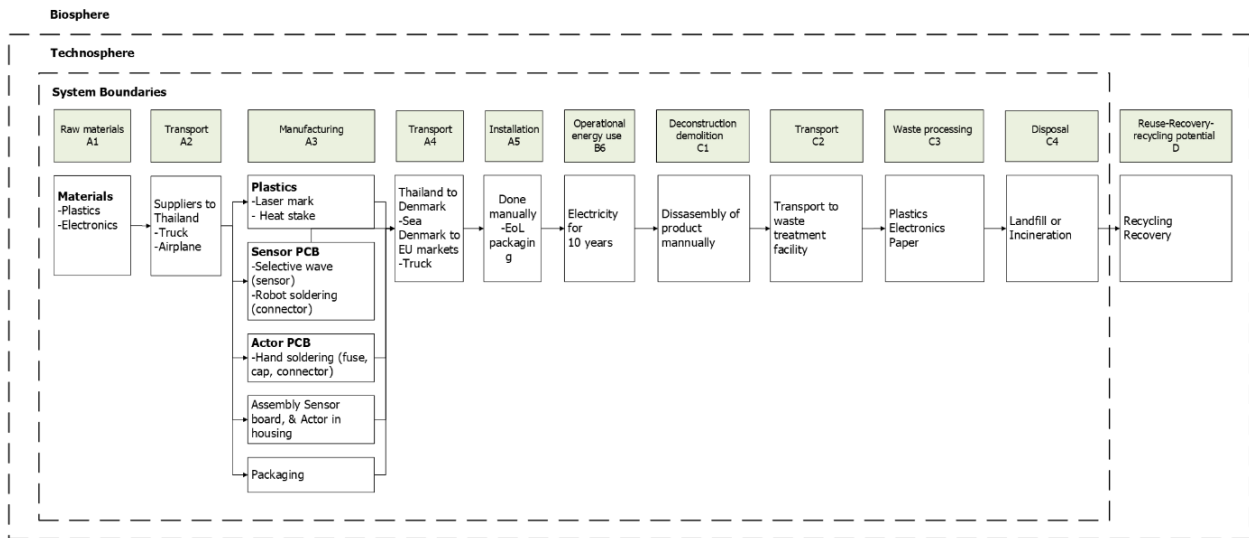 Biosphere
Technosphere
System Boundaries
Raw materials
A1
Transport
A2
Manufacturing
A3
Transport
A4
Installation
A5
Operational
energy use
B6
Deconstruction
demolition
C1
Transport
C2
Waste processing
C3
Disposal
C4
Reuse-Recovery-
recycling potential
D
Materials
-Plastics
-Electronics
Suppliers to
Thailand
-Truck
-Airplane
Plastics
-Laser mark
- Heat stake
Sensor PCB
-Selective wave
(sensor)
-Robot soldering
(connector)
Actor PCB
-Hand soldering (fuse,
cap, connector)
Assembly Sensor
board, & Actor in
housing
Packaging
Thailand to
Denmark
-Sea
Denmark to
EU markets
-Truck
Done
manually
-EoL
packagin
g
Electricity
for
10 years
Dissasembly of
product mannually
Transport to
waste
treatment
facility
Plastics
Electronics
Paper
Landfill or
Incineration
Recycling
Recovery